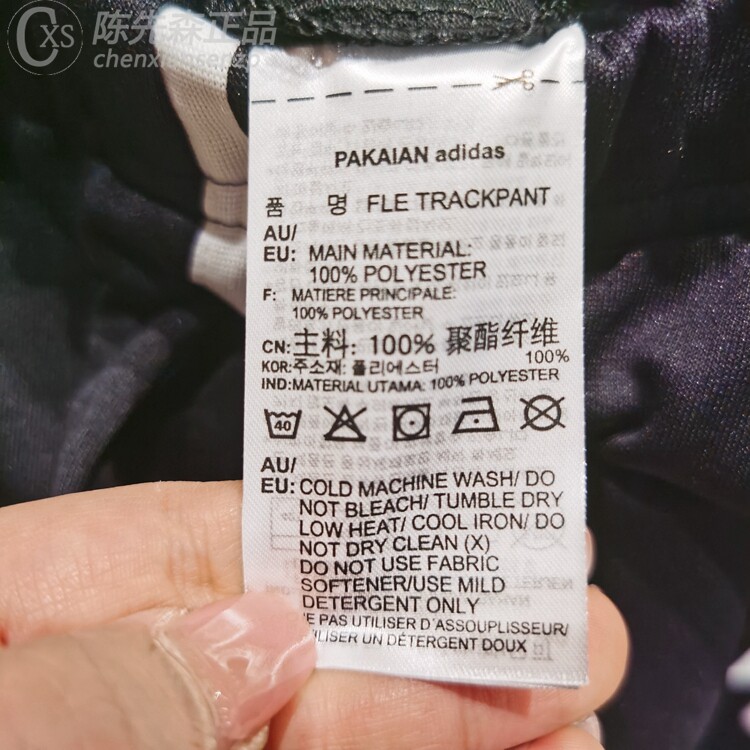 CXS 陈先森正品
chenxiansenzp
PAKAIAN adidas
품 명 FLE TRACKPANT
AU/
EU: MAIN MATERIAL:
100% POLYESTER
F: MATIERE PRINCIPALE:
100% POLYESTER
CN: 主料: 100% 聚酯纤维
KOR: 주소재: 폴리에스터 100%
IND: MATERIAL UTAMA: 100% POLYESTER
40
AU/
EU: COLD MACHINE WASH/ DO
NOT BLEACH/ TUMBLE DRY
LOW HEAT/ COOL IRON/ DO
NOT DRY CLEAN (X)
DO NOT USE FABRIC
SOFTENER/USE MILD
DETERGENT ONLY
PAS UTILISER D'ASSOUPLISSEUR/
UN DÉTERGENT DOUX